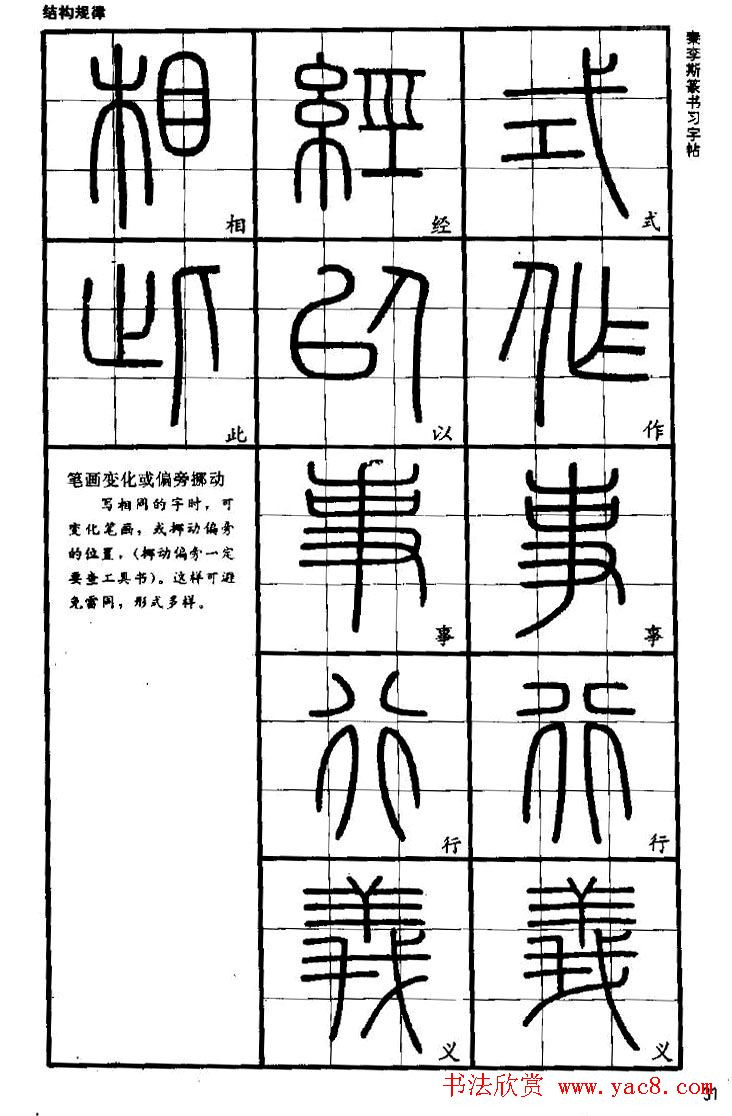 结构规律
秦李斯篆书习字帖
相 经 式
此 以 作
笔画变化或偏旁挪动
写相同的字时，可
变化笔画，或挪动偏旁
的位置，（挪动偏旁一定
要查工具书）。这样可避
免雷同，形式多样。
事 事
行 行
义 义
书法欣赏 www.yac8.com
31